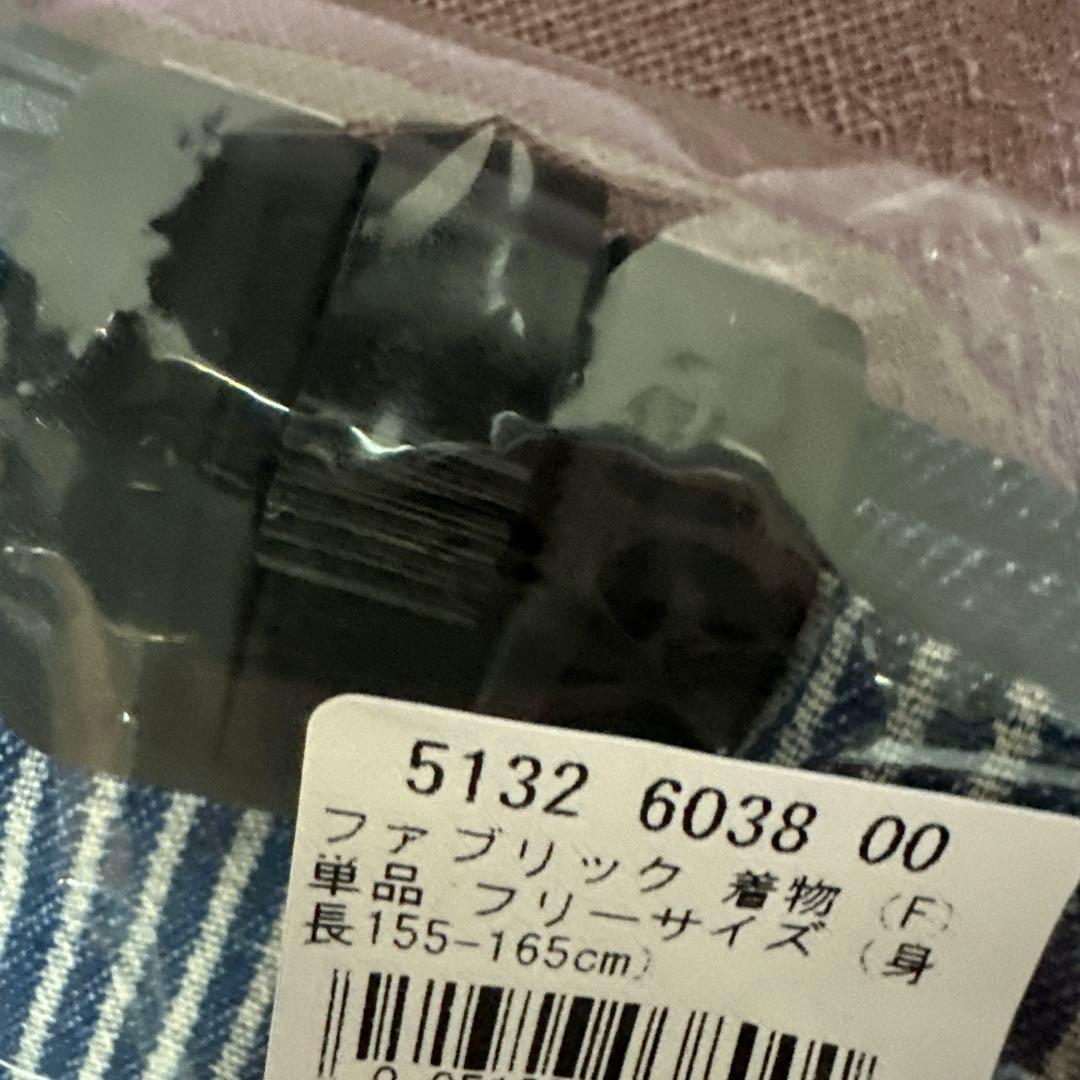 5132 6038 00
ファブリック 着物 (F)
単品 フリーサイズ (身
長155-165cm)